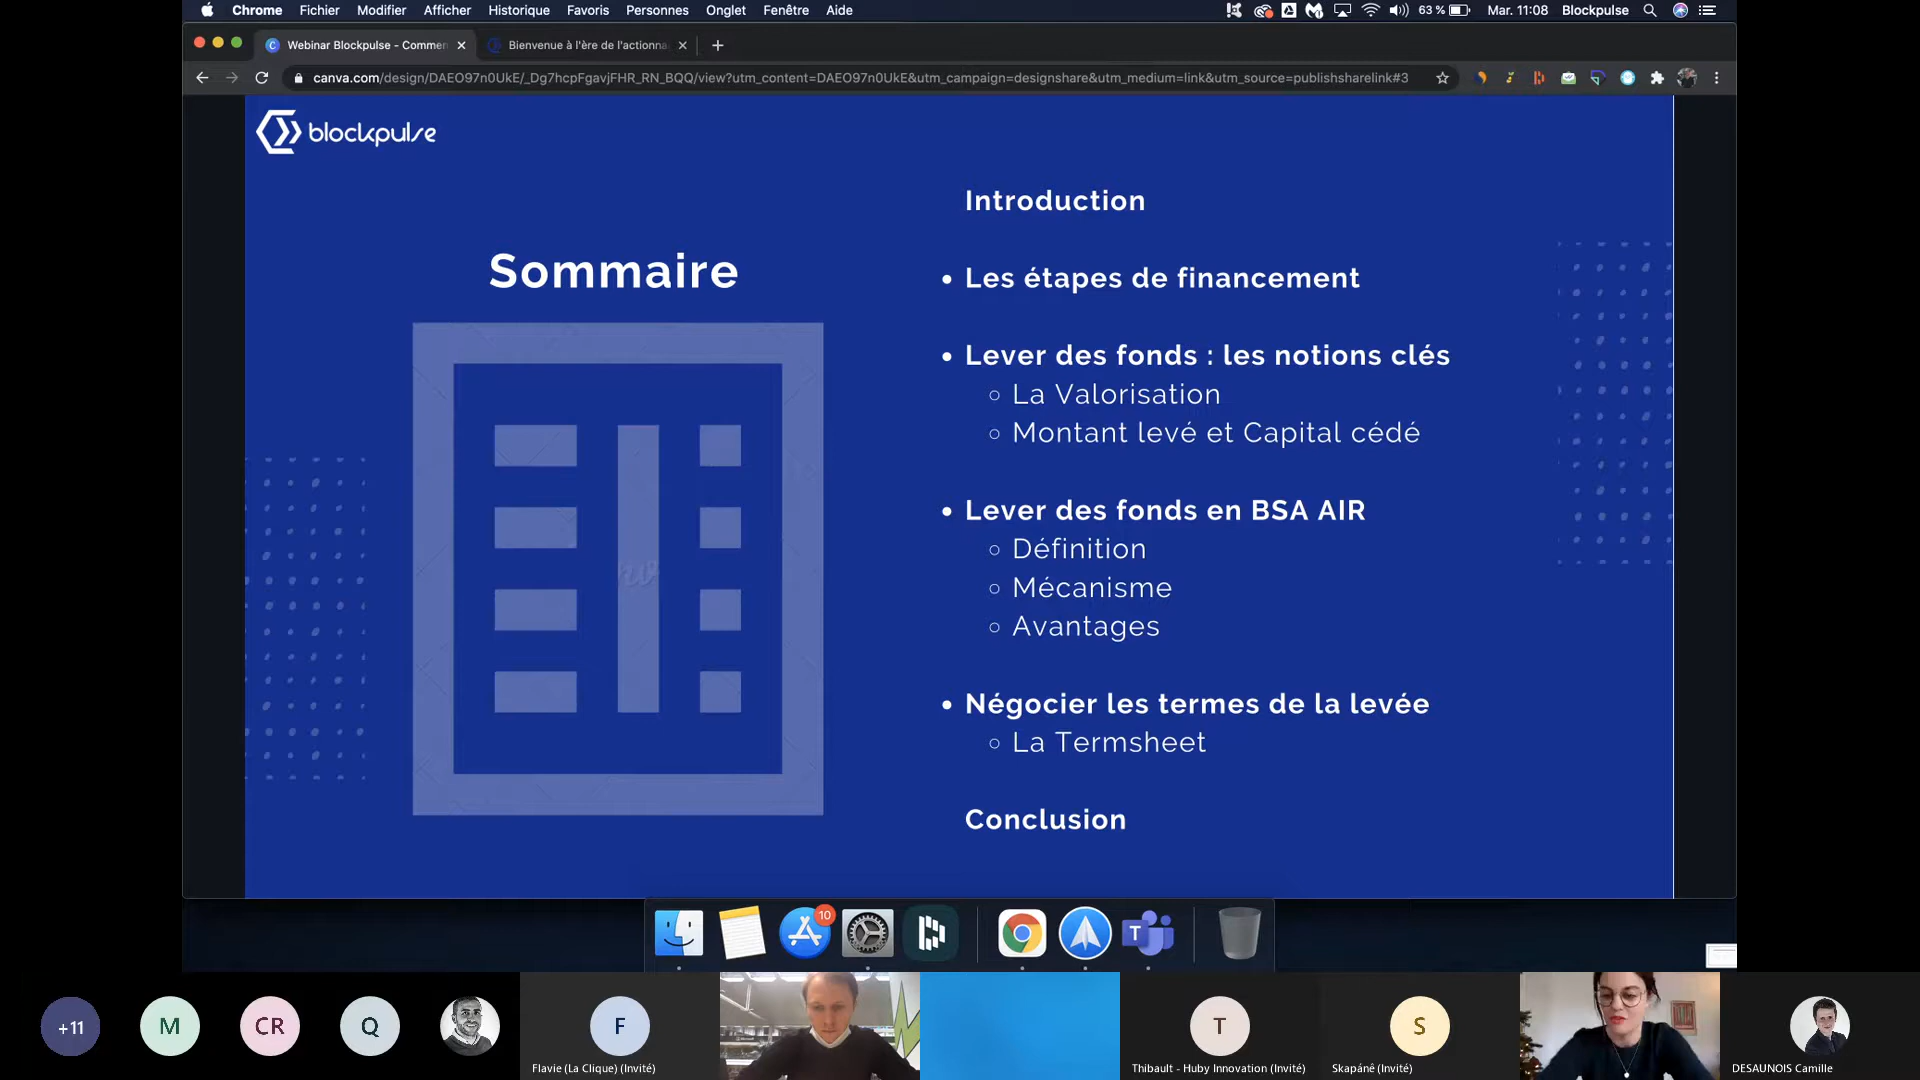 Chrome Fichier Modifier Afficher Historique Favoris Personnes Onglet Fenêtre Aide
63 % Mar. 11:08 Blockpulse
Webinar Blockpulse - Commen
Bienvenue à l'ère de l'actionna
canva.com/design/DAEO97n0UkE/_Dg7hcpFgavjFHR_RN_BQQ/view?utm_content=DAEO97n0UkE&utm_campaign=designshare&utm_medium=link&utm_source=publishsharelink#3
blockpulse
Sommaire
Introduction
• Les étapes de financement
• Lever des fonds : les notions clés
○ La Valorisation
○ Montant levé et Capital cédé
• Lever des fonds en BSA AIR
○ Définition
○ Mécanisme
○ Avantages
• Négocier les termes de la levée
○ La Termsheet
Conclusion
10
T
+11
M
CR
Q
F
Flavie (La Clique) (Invité)
T
Thibault - Huby Innovation (Invité)
S
Skapánê (Invité)
DESAUNOIS Camille